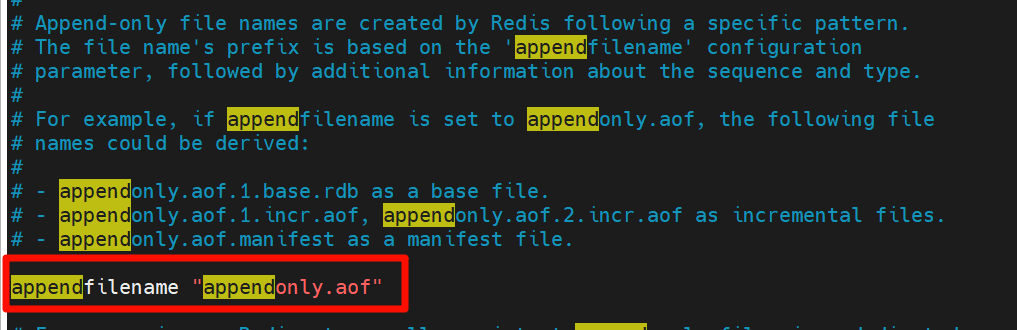 #
# Append-only file names are created by Redis following a specific pattern.
# The file name's prefix is based on the 'appendfilename' configuration
# parameter, followed by additional information about the sequence and type.
#
# For example, if appendfilename is set to appendonly.aof, the following file
# names could be derived:
#
# - appendonly.aof.1.base.rdb as a base file.
# - appendonly.aof.1.incr.aof, appendonly.aof.2.incr.aof as incremental files.
# - appendonly.aof.manifest as a manifest file.
appendfilename "appendonly.aof"